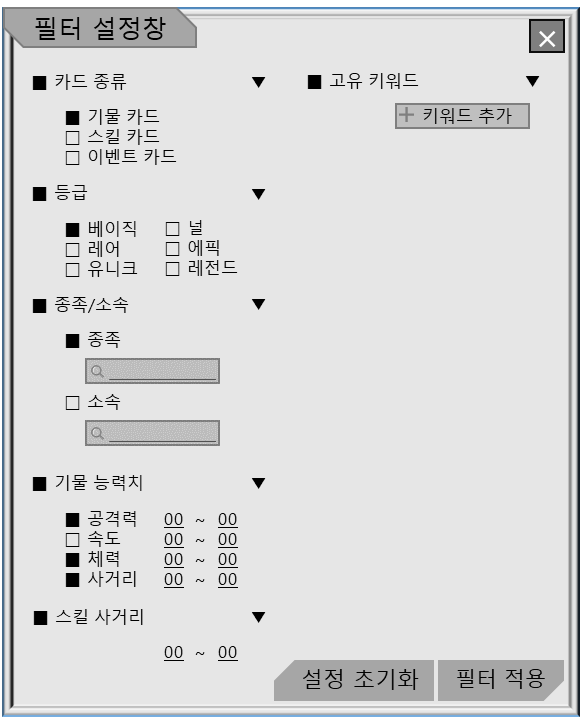 필터 설정창
카드 종류 ▼
기물 카드
스킬 카드
이벤트 카드
등급 ▼
베이직 널
레어 에픽
유니크 레전드
종족/소속 ▼
종족
소속
기물 능력치 ▼
공격력 00 ~ 00
속도 00 ~ 00
체력 00 ~ 00
사거리 00 ~ 00
스킬 사거리 ▼
00 ~ 00
고유 키워드 ▼
+ 키워드 추가
설정 초기화
필터 적용